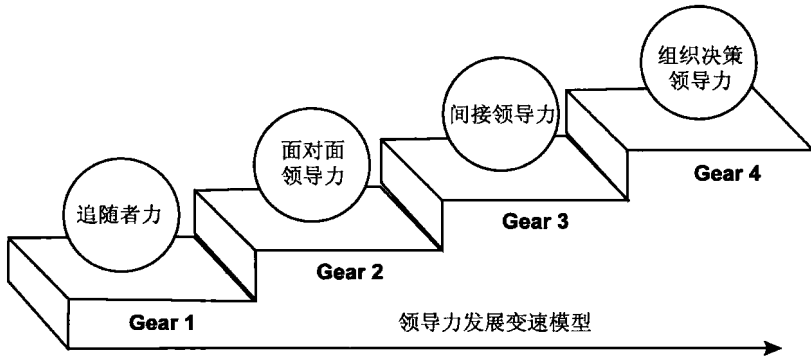 组织决策
领导力
Gear 4
间接领导力
Gear 3
面对面
领导力
Gear 2
追随者力
Gear 1
领导力发展变速模型